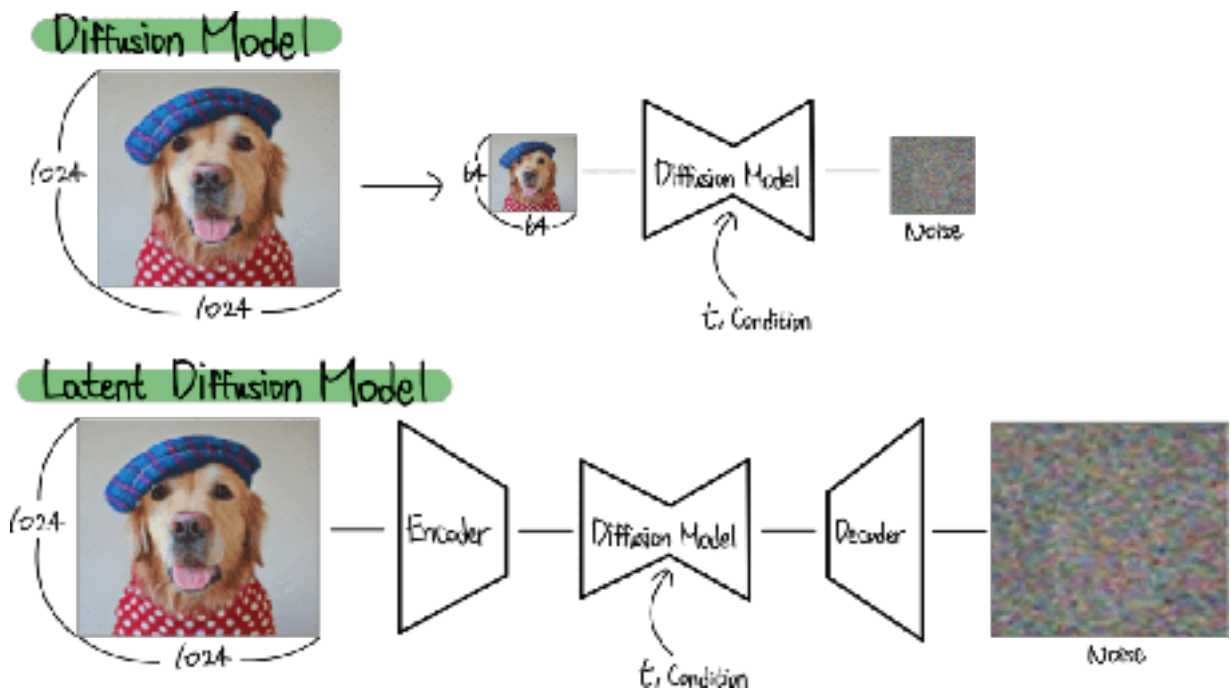 Diffusion Model
1024
64
Diffusion Model
64
Noise
1024
t, Condition
Latent Diffusion Model
1024
Encoder
Diffusion Model
Decoder
1024
t, Condition
Noise